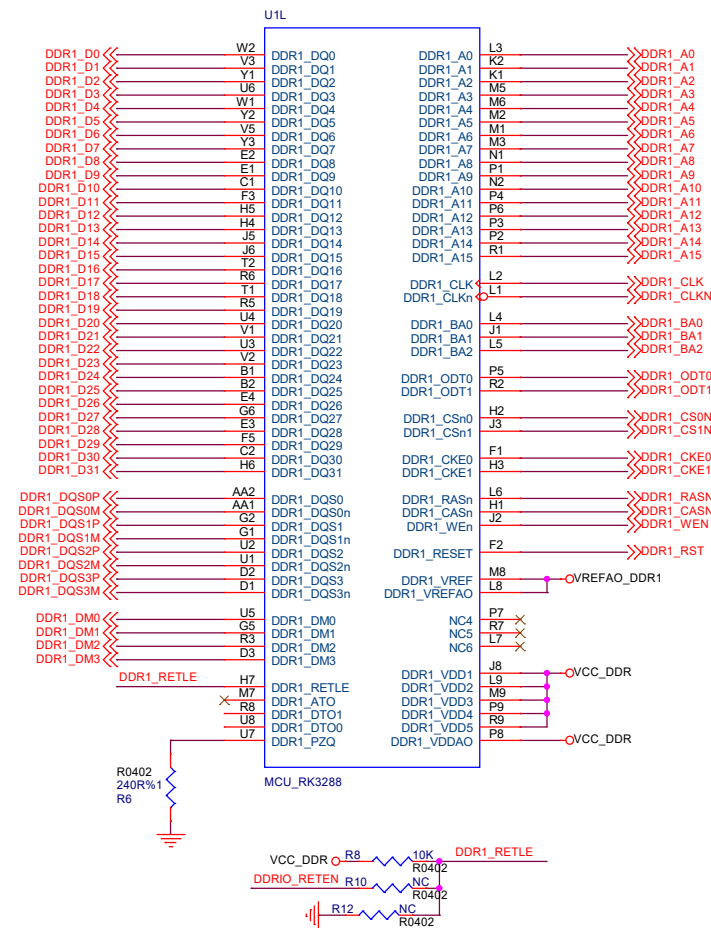 U1L
DDR1_D0 W2 DDR1_DQ0 DDR1_A0 L3 DDR1_A0
DDR1_D1 V3 DDR1_DQ1 DDR1_A1 K2 DDR1_A1
DDR1_D2 Y1 DDR1_DQ2 DDR1_A2 K1 DDR1_A2
DDR1_D3 U6 DDR1_DQ3 DDR1_A3 M5 DDR1_A3
DDR1_D4 W1 DDR1_DQ4 DDR1_A4 M6 DDR1_A4
DDR1_D5 Y2 DDR1_DQ5 DDR1_A5 M2 DDR1_A5
DDR1_D6 V5 DDR1_DQ6 DDR1_A6 M1 DDR1_A6
DDR1_D7 Y3 DDR1_DQ7 DDR1_A7 M3 DDR1_A7
DDR1_D8 E2 DDR1_DQ8 DDR1_A8 N1 DDR1_A8
DDR1_D9 E1 DDR1_DQ9 DDR1_A9 P1 DDR1_A9
DDR1_D10 C1 DDR1_DQ10 DDR1_A10 N2 DDR1_A10
DDR1_D11 F3 DDR1_DQ11 DDR1_A11 P4 DDR1_A11
DDR1_D12 H5 DDR1_DQ12 DDR1_A12 P6 DDR1_A12
DDR1_D13 H4 DDR1_DQ13 DDR1_A13 P3 DDR1_A13
DDR1_D14 J5 DDR1_DQ14 DDR1_A14 P2 DDR1_A14
DDR1_D15 J6 DDR1_DQ15 DDR1_A15 R1 DDR1_A15
DDR1_D16 T2 DDR1_DQ16
DDR1_D17 R6 DDR1_DQ17 DDR1_CLK L2 DDR1_CLK
DDR1_D18 T1 DDR1_DQ18 DDR1_CLKn L1 DDR1_CLKN
DDR1_D19 R5 DDR1_DQ19
DDR1_D20 U4 DDR1_DQ20 DDR1_BA0 L4 DDR1_BA0
DDR1_D21 V1 DDR1_DQ21 DDR1_BA1 J1 DDR1_BA1
DDR1_D22 U3 DDR1_DQ22 DDR1_BA2 L5 DDR1_BA2
DDR1_D23 V2 DDR1_DQ23
DDR1_D24 B1 DDR1_DQ24 DDR1_ODT0 P5 DDR1_ODT0
DDR1_D25 B2 DDR1_DQ25 DDR1_ODT1 R2 DDR1_ODT1
DDR1_D26 E4 DDR1_DQ26
DDR1_D27 G6 DDR1_DQ27 DDR1_CSn0 H2 DDR1_CS0N
DDR1_D28 E3 DDR1_DQ28 DDR1_CSn1 J3 DDR1_CS1N
DDR1_D29 F5 DDR1_DQ29
DDR1_D30 C2 DDR1_DQ30 DDR1_CKE0 F1 DDR1_CKE0
DDR1_D31 H6 DDR1_DQ31 DDR1_CKE1 H3 DDR1_CKE1
DDR1_DQS0P AA2 DDR1_DQS0 DDR1_RASn L6 DDR1_RASN
DDR1_DQS0M AA1 DDR1_DQS0n DDR1_CASn H1 DDR1_CASN
DDR1_DQS1P G2 DDR1_DQS1 DDR1_WEn J2 DDR1_WEN
DDR1_DQS1M G1 DDR1_DQS1n
DDR1_DQS2P U2 DDR1_DQS2 DDR1_RESET F2 DDR1_RST
DDR1_DQS2M U1 DDR1_DQS2n
DDR1_DQS3P D2 DDR1_DQS3 DDR1_VREF M8 VREFAO_DDR1
DDR1_DQS3M D1 DDR1_DQS3n DDR1_VREFAO L8
DDR1_DM0 U5 DDR1_DM0 NC4 P7
DDR1_DM1 G5 DDR1_DM1 NC5 R7
DDR1_DM2 R3 DDR1_DM2 NC6 L7
DDR1_DM3 D3 DDR1_DM3
DDR1_VDD1 J8 VCC_DDR
DDR1_RETLE H7 DDR1_RETLE DDR1_VDD2 L9
M7 DDR1_ATO DDR1_VDD3 M9
R8 DDR1_DTO1 DDR1_VDD4 P9
U8 DDR1_DTO0 DDR1_VDD5 R9
U7 DDR1_PZQ DDR1_VDDAO P8 VCC_DDR
R0402
240R%1
R6
MCU_RK3288
VCC_DDR R8 10K R0402 DDR1_RETLE
DDRIO_RETEN R10 NC R0402
R12 NC R0402